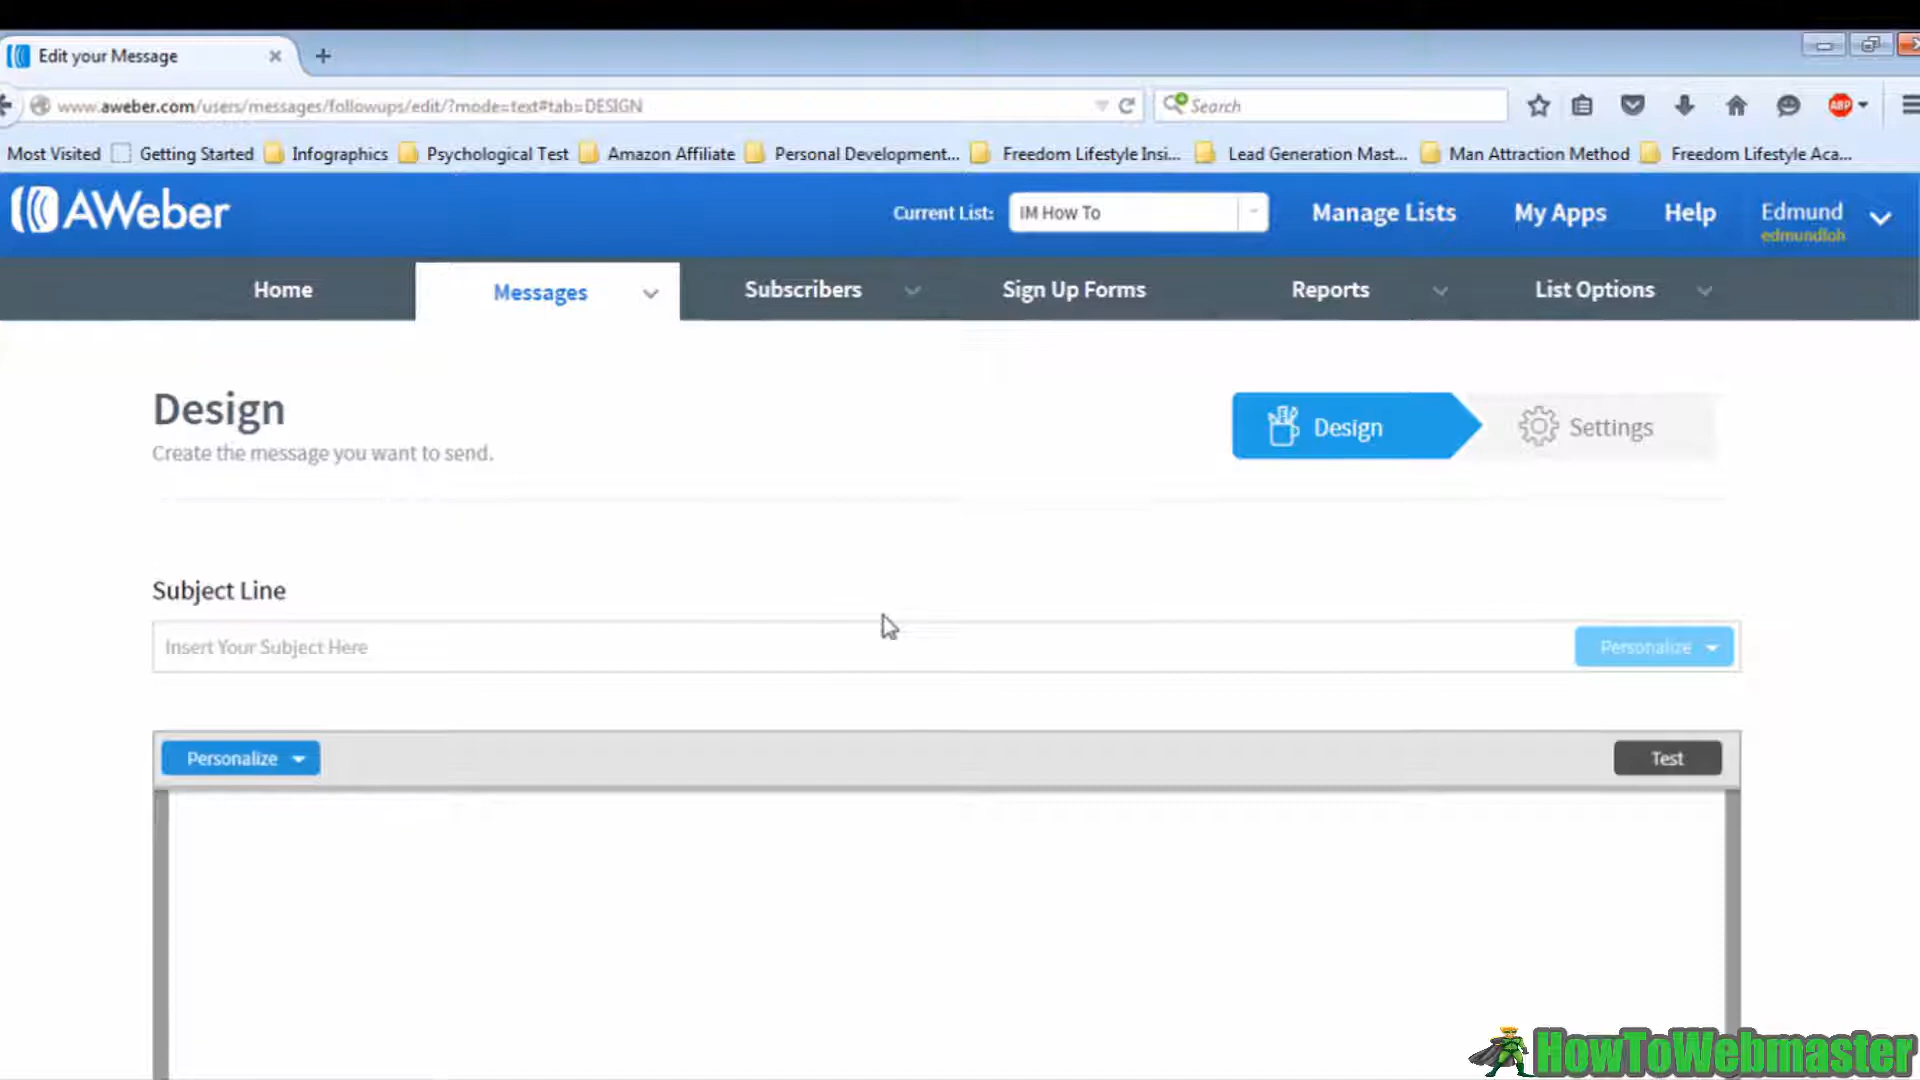 Edit your Message
www.aweber.com/users/messages/followups/edit/?mode=text#tab=DESIGN
Search
ABP
Most Visited Getting Started Infographics Psychological Test Amazon Affiliate Personal Development... Freedom Lifestyle Insi... Lead Generation Mast... Man Attraction Method Freedom Lifestyle Aca...
AWeber Current List: IM How To Manage Lists My Apps Help Edmund
edmundloh
Home Messages Subscribers Sign Up Forms Reports List Options
Design
Create the message you want to send.
Design Settings
Subject Line
Insert Your Subject Here Personalize
Personalize Test
HowToWebmaster